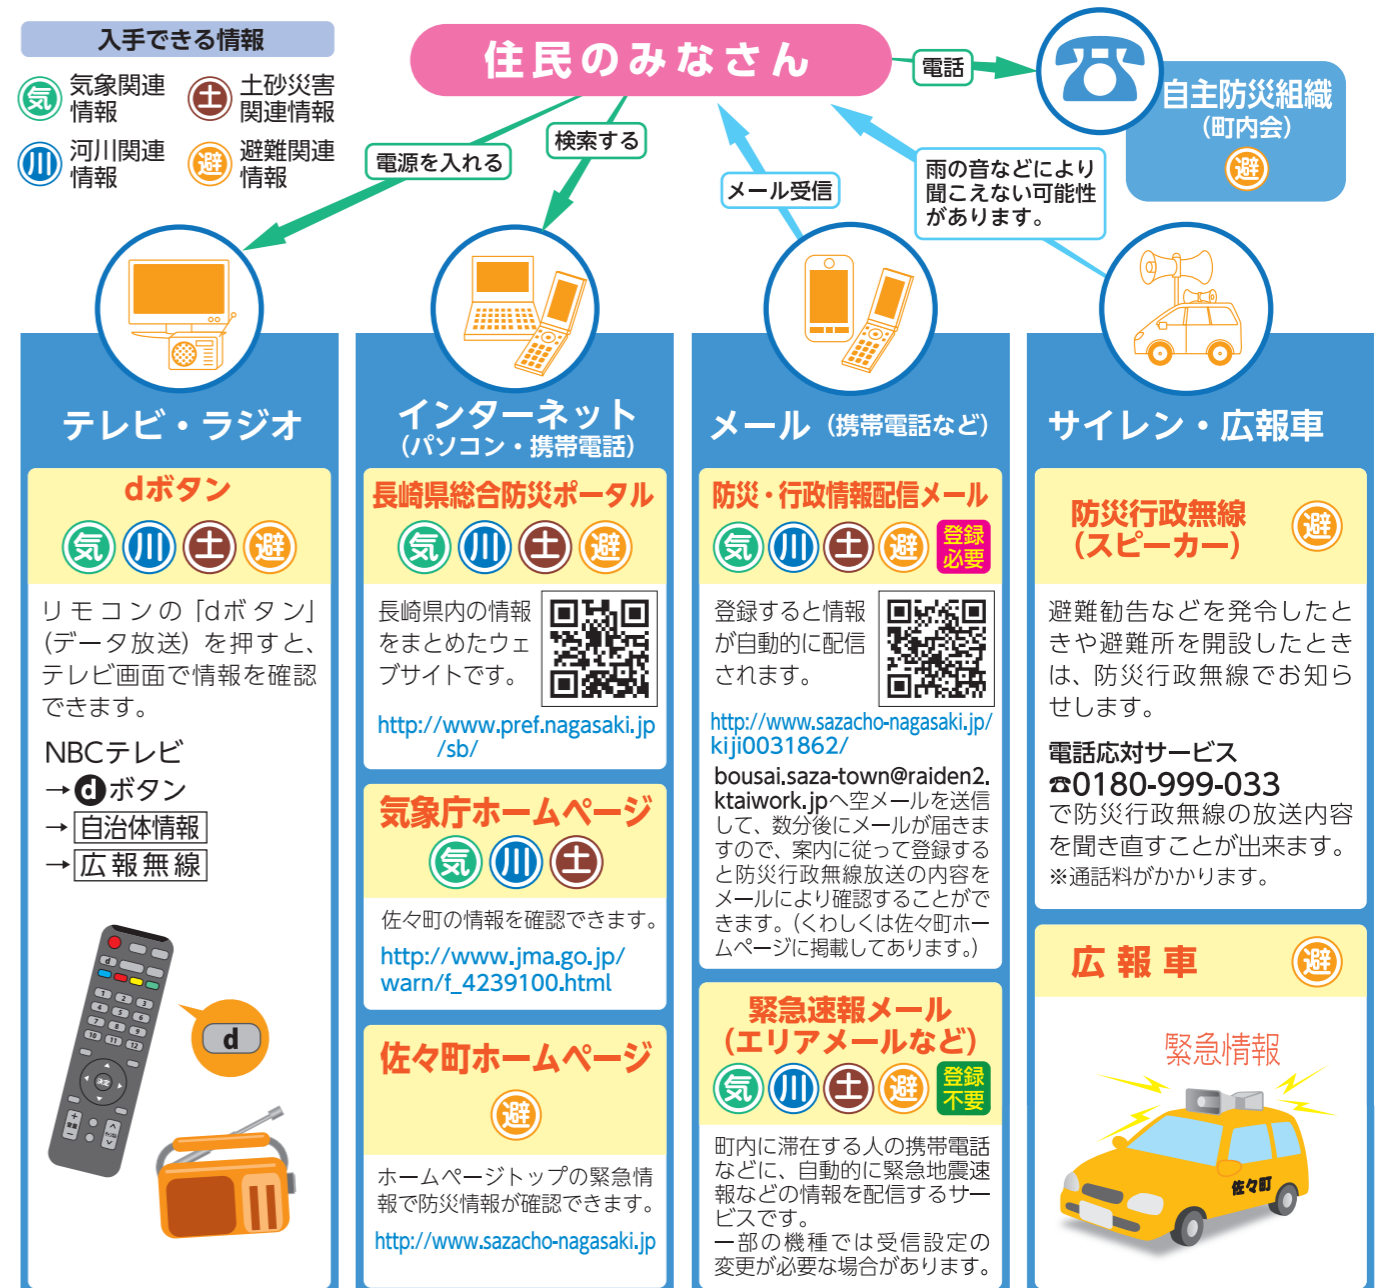 入手できる情報
気 気象関連
情報
土 土砂災害
関連情報
川 河川関連
情報
避 避難関連
情報
住民のみなさん
電話
自主防災組織
(町内会)
避
電源を入れる
検索する
メール受信
雨の音などにより
聞こえない可能性
があります。
テレビ・ラジオ
dボタン
気 川 土 避
リモコンの「dボタン」
(データ放送)を押すと、
テレビ画面で情報を確認
できます。
NBCテレビ
→dボタン
→自治体情報
→広報無線
d
インターネット
(パソコン・携帯電話)
長崎県総合防災ポータル
気 川 土 避
長崎県内の情報
をまとめたウェ
ブサイトです。
http://www.pref.nagasaki.jp
/sb/
気象庁ホームページ
気 川 土
佐々町の情報を確認できます。
http://www.jma.go.jp/
warn/f_4239100.html
佐々町ホームページ
避
ホームページトップの緊急情
報で防災情報が確認できます。
http://www.sazacho-nagasaki.jp
メール(携帯電話など)
防災・行政情報配信メール
気 川 土 避 登録
必要
登録すると情報
が自動的に配信
されます。
http://www.sazacho-nagasaki.jp/
kiji0031862/
bousai.saza-town@raiden2.
ktaiwork.jpへ空メールを送信
して、数分後にメールが届きま
すので、案内に従って登録する
と防災行政無線放送の内容を
メールにより確認することがで
きます。(くわしくは佐々町ホー
ムページに掲載してあります。)
緊急速報メール
(エリアメールなど)
気 川 土 避 登録
不要
町内に滞在する人の携帯電話
などに、自動的に緊急地震速
報などの情報を配信するサー
ビスです。
一部の機種では受信設定の
変更が必要な場合があります。
サイレン・広報車
防災行政無線
(スピーカー)
避
避難勧告などを発令したと
きや避難所を開設したとき
は、防災行政無線でお知ら
せします。
電話応対サービス
☎0180-999-033
で防災行政無線の放送内容
を聞き直すことが出来ます。
※通話料がかかります。
広報車
避
緊急情報
佐々町